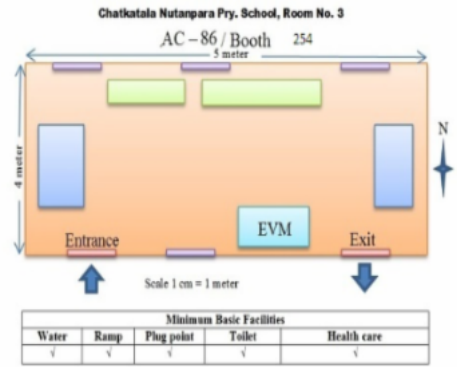 Chatkatala Nutanpara Pry. School, Room No. 3
AC – 86 / Booth 254
5 meter
4 meter
N
EVM
Entrance
Exit
Scale 1 cm = 1 meter
Minimum Basic Facilities
Water Ramp Plug point Toilet Health care
√ √ √ √ √